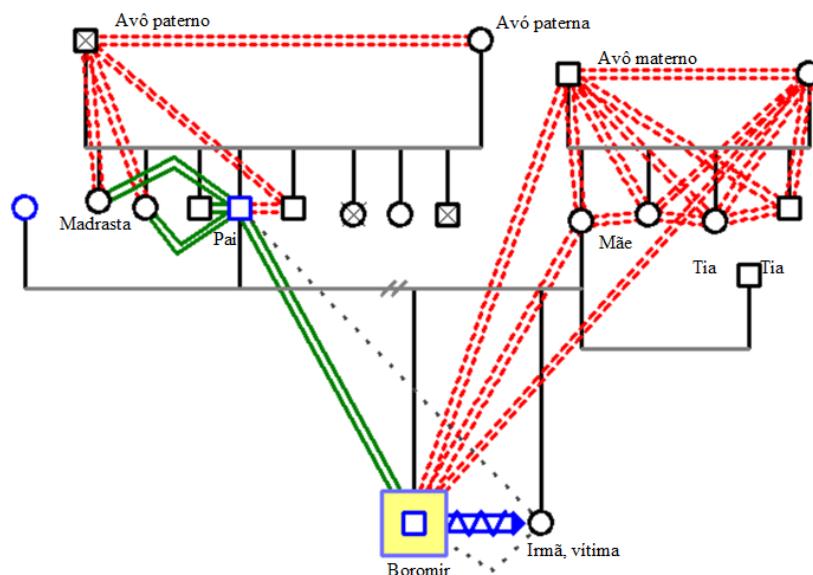 Avô paterno
Avó paterna
Avô materno
Madrasta
Pai
Mãe
Tia
Tia
Irmã, vítima
Boromir